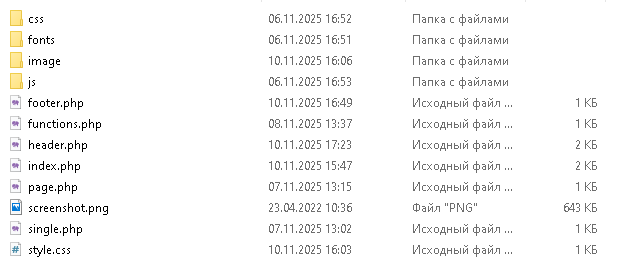 css 06.11.2025 16:52 Папка с файлами
fonts 06.11.2025 16:51 Папка с файлами
image 10.11.2025 16:06 Папка с файлами
js 06.11.2025 16:53 Папка с файлами
footer.php 10.11.2025 16:49 Исходный файл ... 1 КБ
functions.php 08.11.2025 13:37 Исходный файл ... 1 КБ
header.php 10.11.2025 17:23 Исходный файл ... 2 КБ
index.php 10.11.2025 15:47 Исходный файл ... 2 КБ
page.php 07.11.2025 13:15 Исходный файл ... 1 КБ
screenshot.png 23.04.2022 10:36 Файл "PNG" 643 КБ
single.php 07.11.2025 13:02 Исходный файл ... 1 КБ
style.css 10.11.2025 16:03 Исходный файл ... 1 КБ